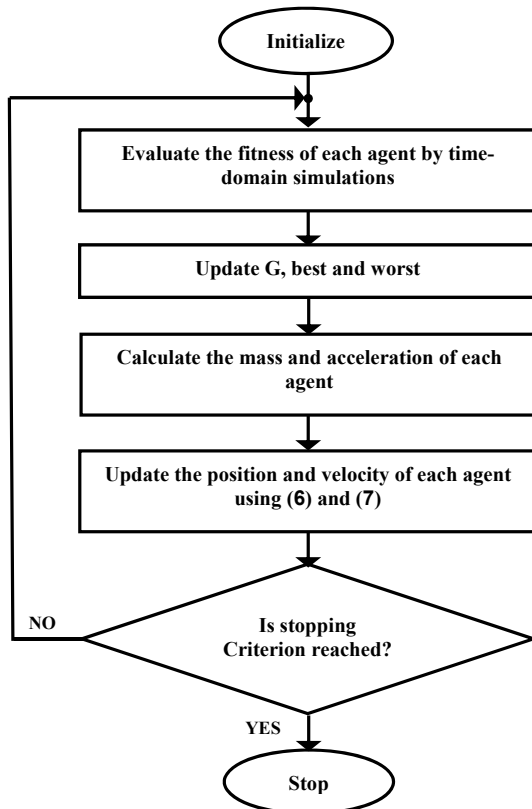 Initialize
Evaluate the fitness of each agent by time-
domain simulations
Update G, best and worst
Calculate the mass and acceleration of each
agent
Update the position and velocity of each agent
using (6) and (7)
Is stopping
Criterion reached?
NO
YES
Stop